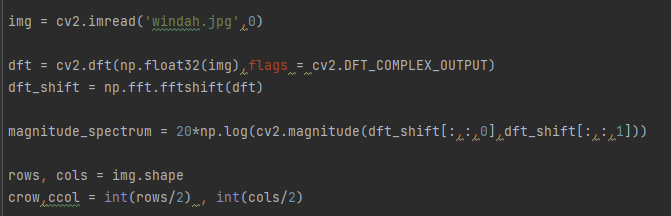 img = cv2.imread('windah.jpg',0)
dft = cv2.dft(np.float32(img),flags = cv2.DFT_COMPLEX_OUTPUT)
dft_shift = np.fft.fftshift(dft)
magnitude_spectrum = 20*np.log(cv2.magnitude(dft_shift[:,:,0],dft_shift[:,:,1]))
rows, cols = img.shape
crow,ccol = int(rows/2) , int(cols/2)